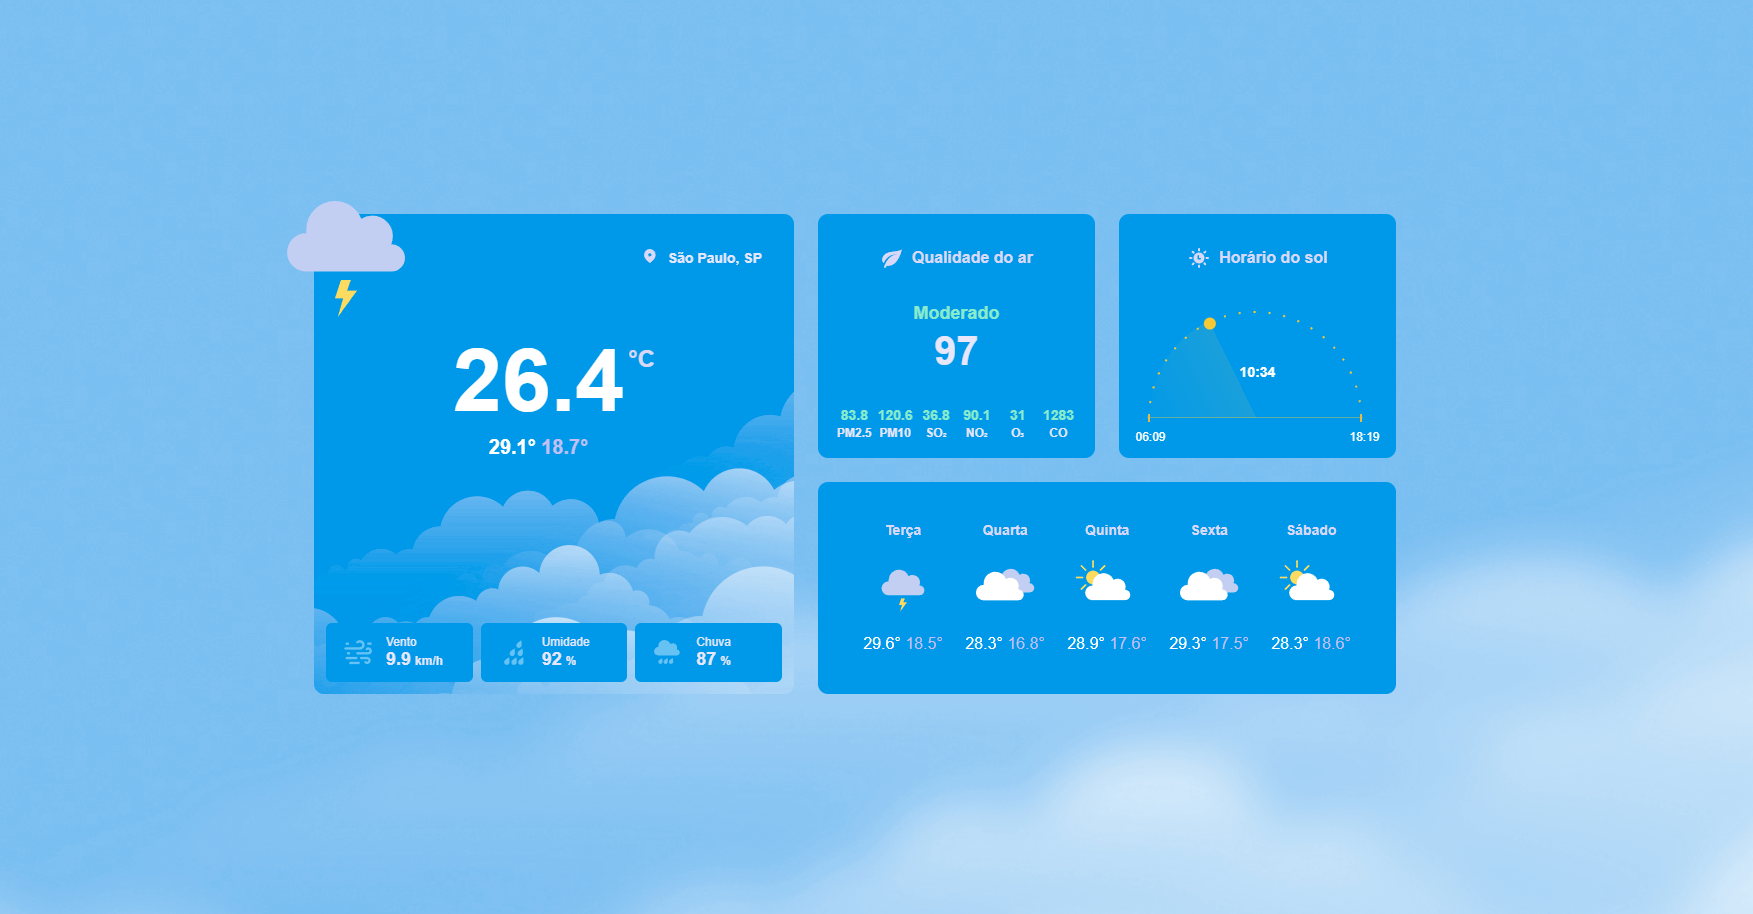 São Paulo, SP
26.4 °C
29.1° 18.7°
Vento
9.9 km/h
Umidade
92 %
Chuva
87 %
Qualidade do ar
Moderado
97
83.8 120.6 36.8 90.1 31 1283
PM2.5 PM10 SO₂ NO₂ O₃ CO
Horário do sol
10:34
06:09 18:19
Terça Quarta Quinta Sexta Sábado
29.6° 18.5° 28.3° 16.8° 28.9° 17.6° 29.3° 17.5° 28.3° 18.6°